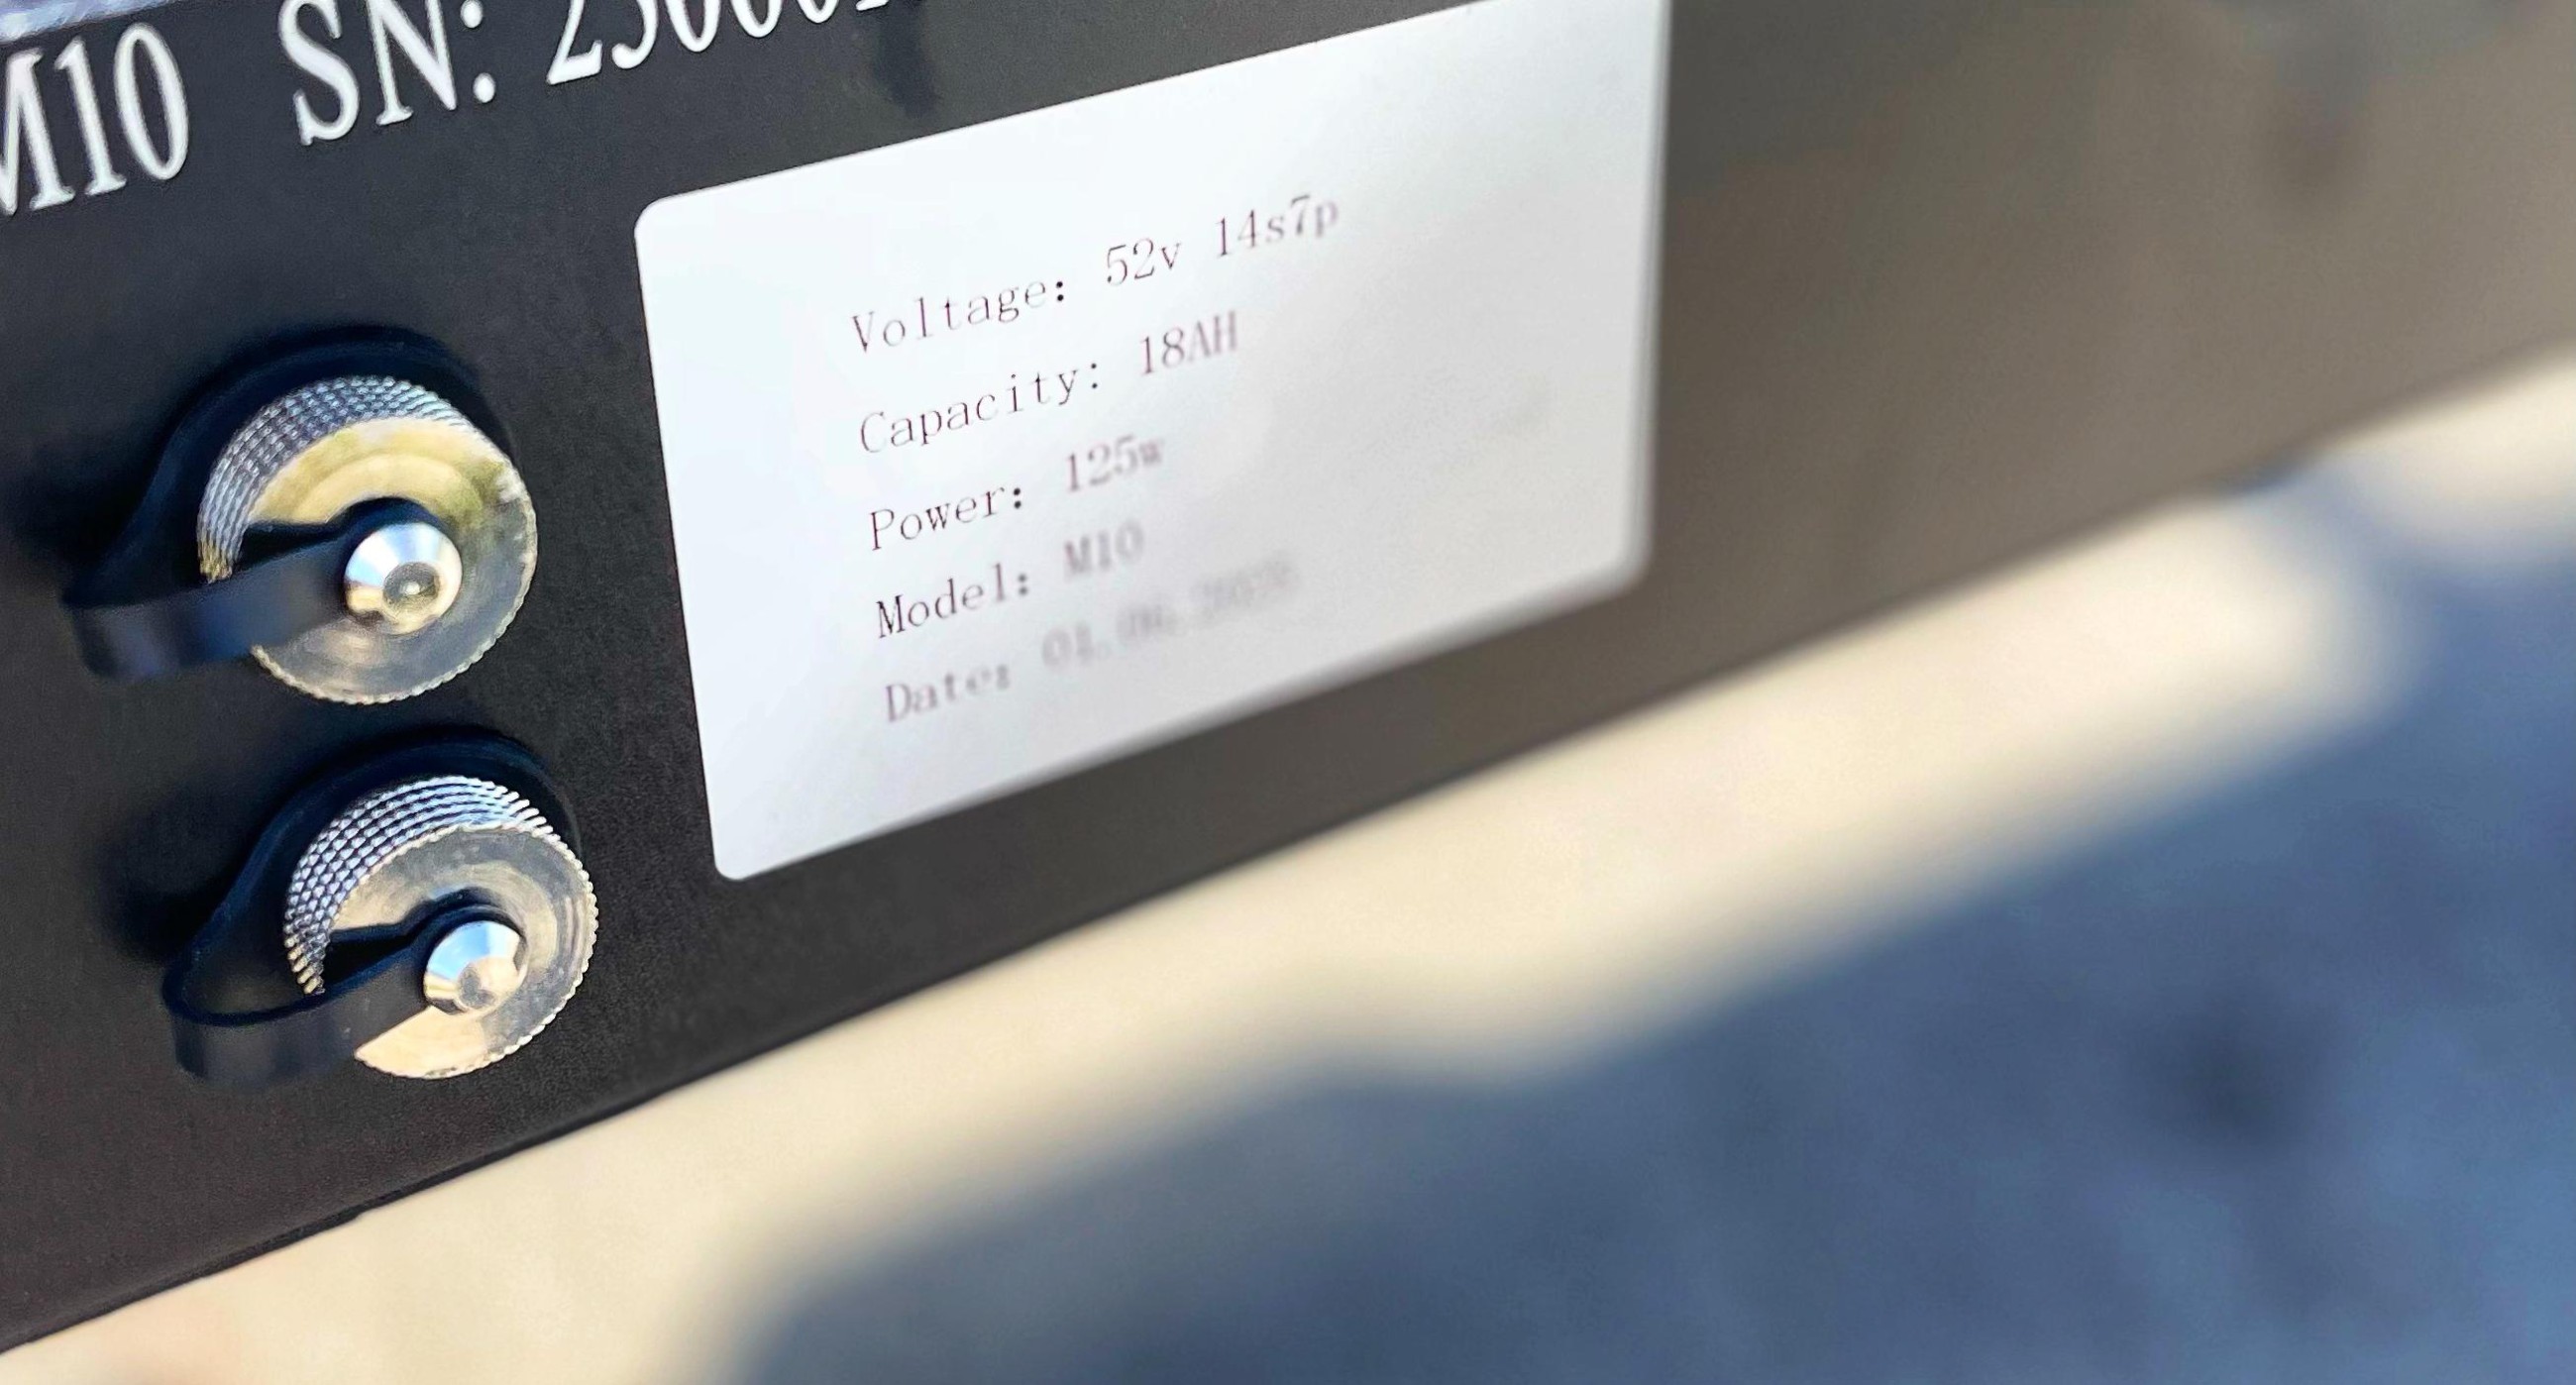 M10 SN:
Voltage: 52v 14s7p
Capacity: 18AH
Power: 125w
Model: M10
Date: